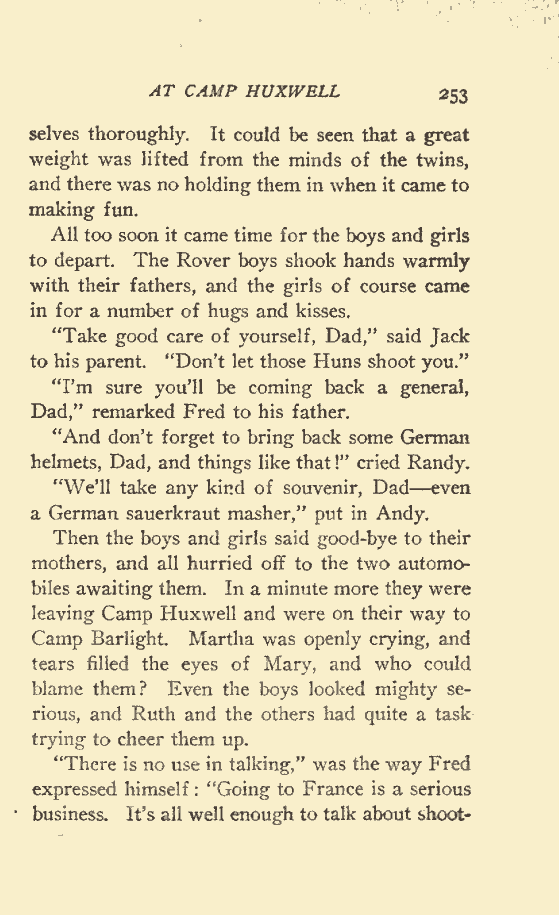 AT CAMP HUXWELL 253
selves thoroughly. It could be seen that a great
weight was lifted from the minds of the twins,
and there was no holding them in when it came to
making fun.
All too soon it came time for the boys and girls
to depart. The Rover boys shook hands warmly
with their fathers, and the girls of course came
in for a number of hugs and kisses.
“Take good care of yourself, Dad,” said Jack
to his parent. “Don’t let those Huns shoot you.”
“I’m sure you’ll be coming back a general,
Dad,” remarked Fred to his father.
“And don’t forget to bring back some German
helmets, Dad, and things like that!” cried Randy.
“We’ll take any kind of souvenir, Dad—even
a German sauerkraut masher,” put in Andy.
Then the boys and girls said good-bye to their
mothers, and all hurried off to the two automo-
biles awaiting them. In a minute more they were
leaving Camp Huxwell and were on their way to
Camp Barlight. Martha was openly crying, and
tears filled the eyes of Mary, and who could
blame them? Even the boys looked mighty se-
rious, and Ruth and the others had quite a task
trying to cheer them up.
“There is no use in talking,” was the way Fred
expressed himself: “Going to France is a serious
business. It’s all well enough to talk about shoot-